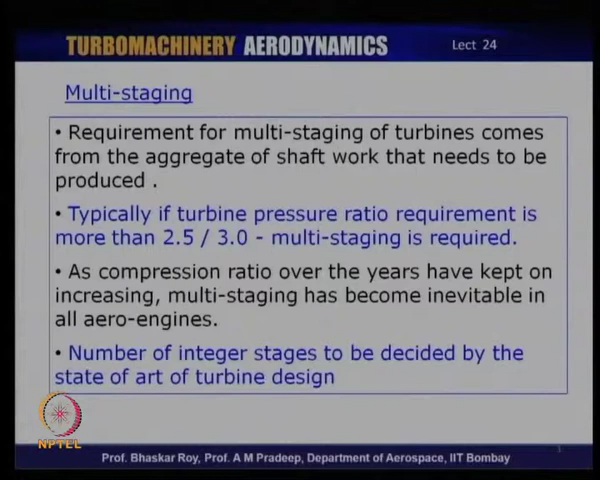 TURBOMACHINERY AERODYNAMICS Lect 24
Multi-staging
• Requirement for multi-staging of turbines comes
from the aggregate of shaft work that needs to be
produced .
• Typically if turbine pressure ratio requirement is
more than 2.5 / 3.0 - multi-staging is required.
• As compression ratio over the years have kept on
increasing, multi-staging has become inevitable in
all aero-engines.
• Number of integer stages to be decided by the
state of art of turbine design
NPTEL
1
Prof. Bhaskar Roy, Prof. A M Pradeep, Department of Aerospace, IIT Bombay